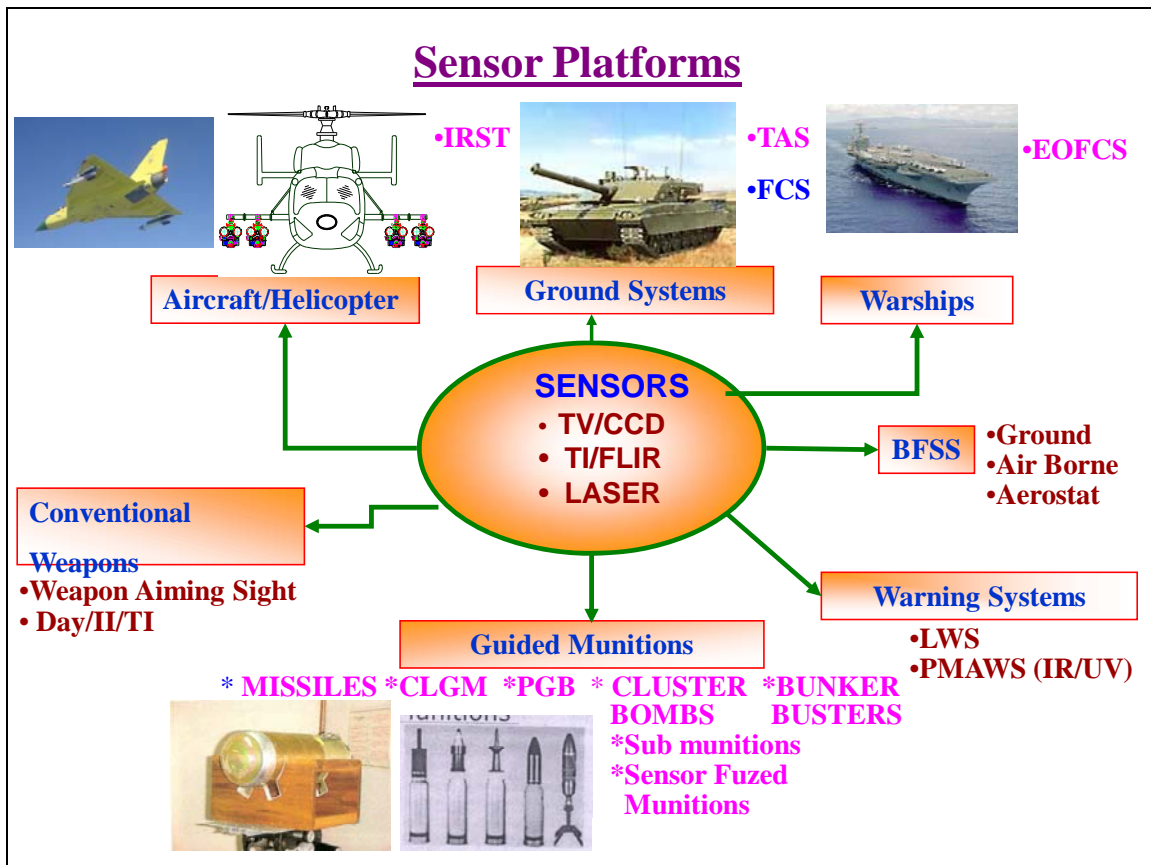 Sensor Platforms
•IRST
•TAS
•FCS
•EOFCS
Aircraft/Helicopter
Ground Systems
Warships
SENSORS
• TV/CCD
• TI/FLIR
• LASER
BFSS
•Ground
•Air Borne
•Aerostat
Conventional
Weapons
•Weapon Aiming Sight
• Day/II/TI
Warning Systems
•LWS
•PMAWS (IR/UV)
Guided Munitions
* MISSILES *CLGM *PGB * CLUSTER *BUNKER
BOMBS BUSTERS
*Sub munitions
*Sensor Fuzed
Munitions